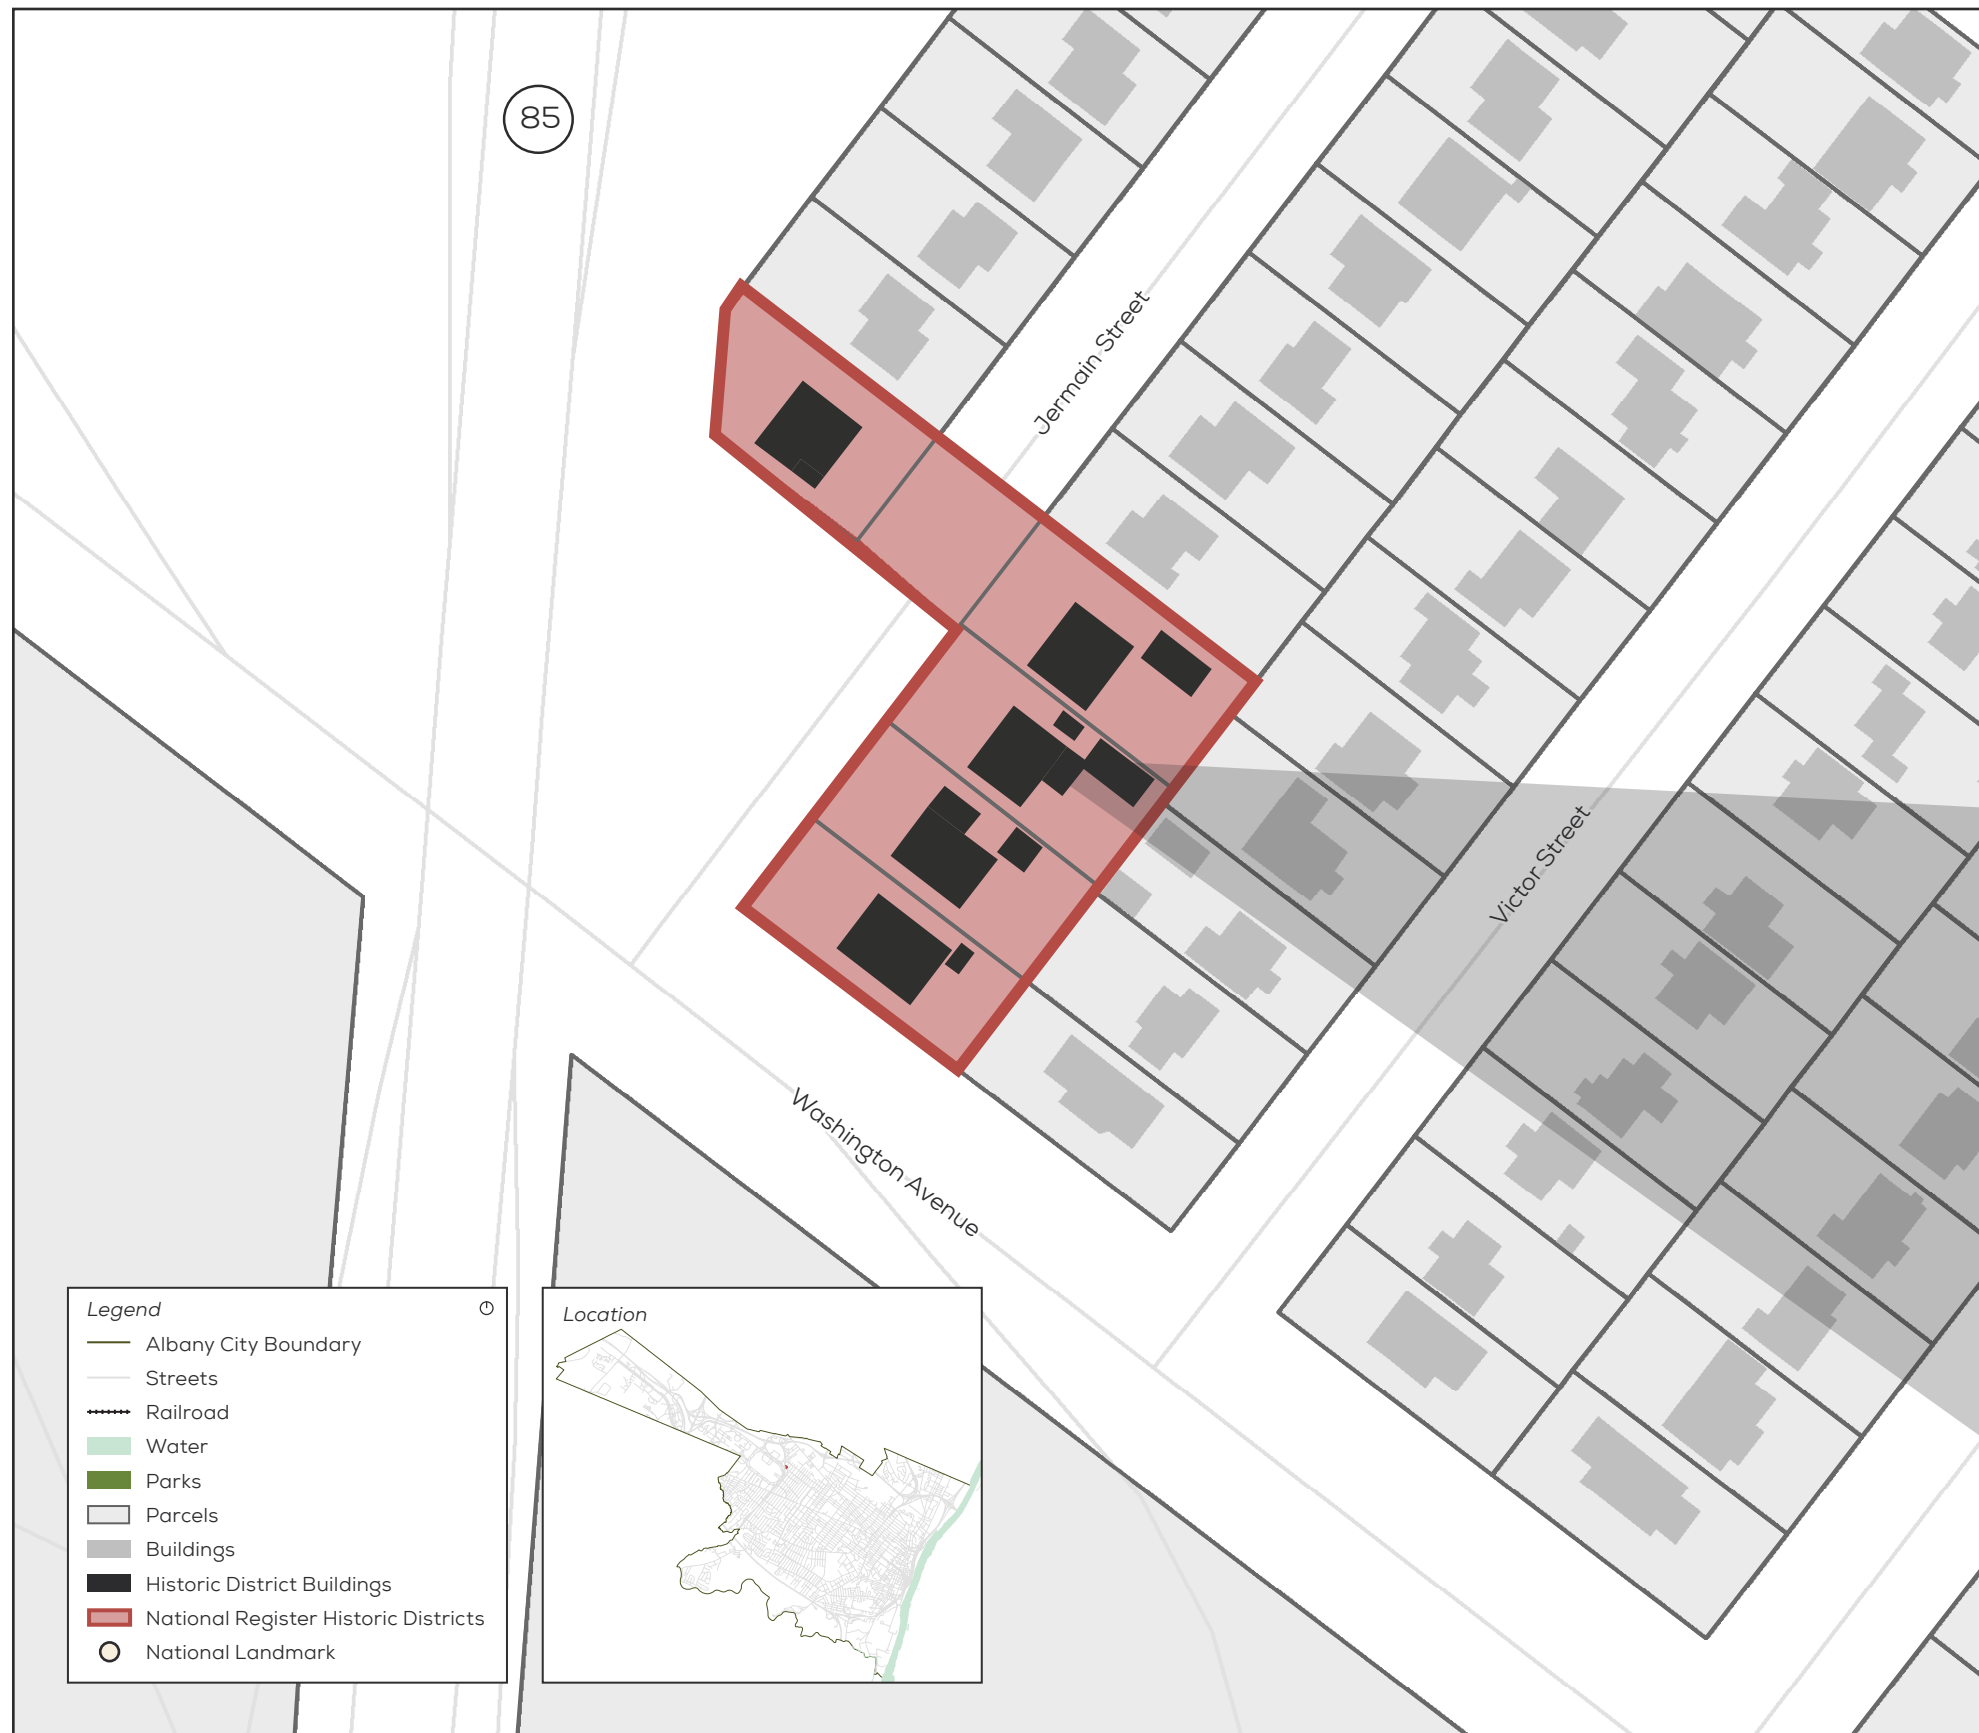 85
Jermain Street
Victor Street
Washington Avenue
Legend
Albany City Boundary
Streets
Railroad
Water
Parks
Parcels
Buildings
Historic District Buildings
National Register Historic Districts
National Landmark
Location